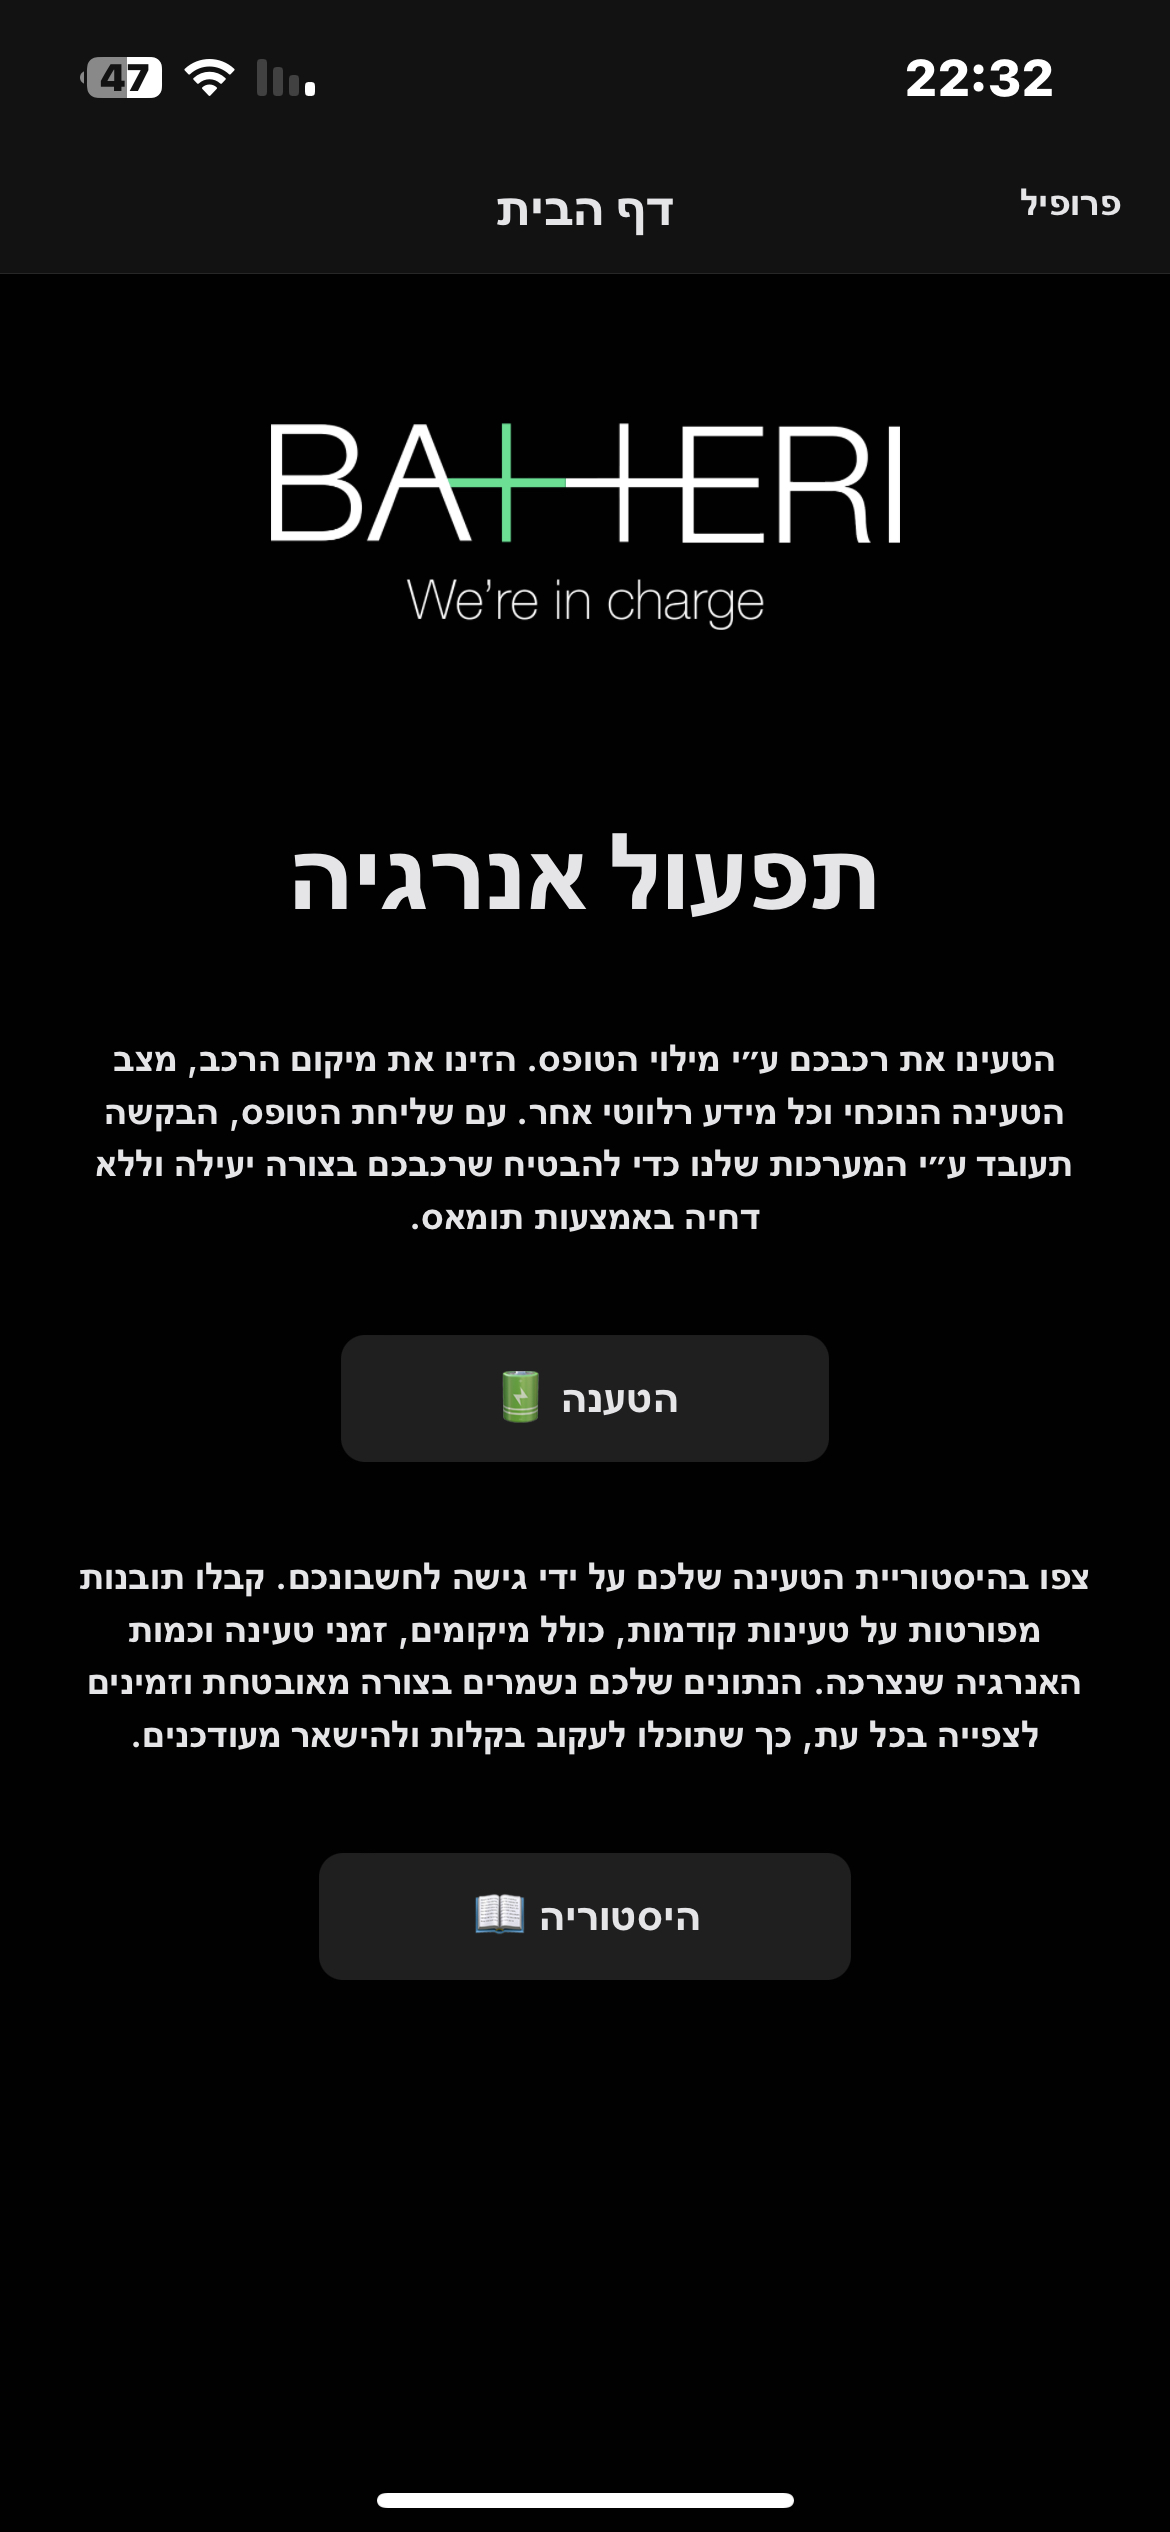 22:32
47
פרופיל
דף הבית
BATTERI
We're in charge
תפעול אנרגיה
הטעינו את רכבכם ע״י מילוי הטופס. הזינו את מיקום הרכב, מצב
הטעינה הנוכחי וכל מידע רלווטי אחר. עם שליחת הטופס, הבקשה
תעובד ע״י המערכות שלנו כדי להבטיח שרכבכם בצורה יעילה וללא
דחיה באמצעות תומאס.
הטענה
צפו בהיסטוריית הטעינה שלכם על ידי גישה לחשבונכם. קבלו תובנות
מפורטות על טעינות קודמות, כולל מיקומים, זמני טעינה וכמות
האנרגיה שנצרכה. הנתונים שלכם נשמרים בצורה מאובטחת וזמינים
לצפייה בכל עת, כך שתוכלו לעקוב בקלות ולהישאר מעודכנים.
היסטוריה